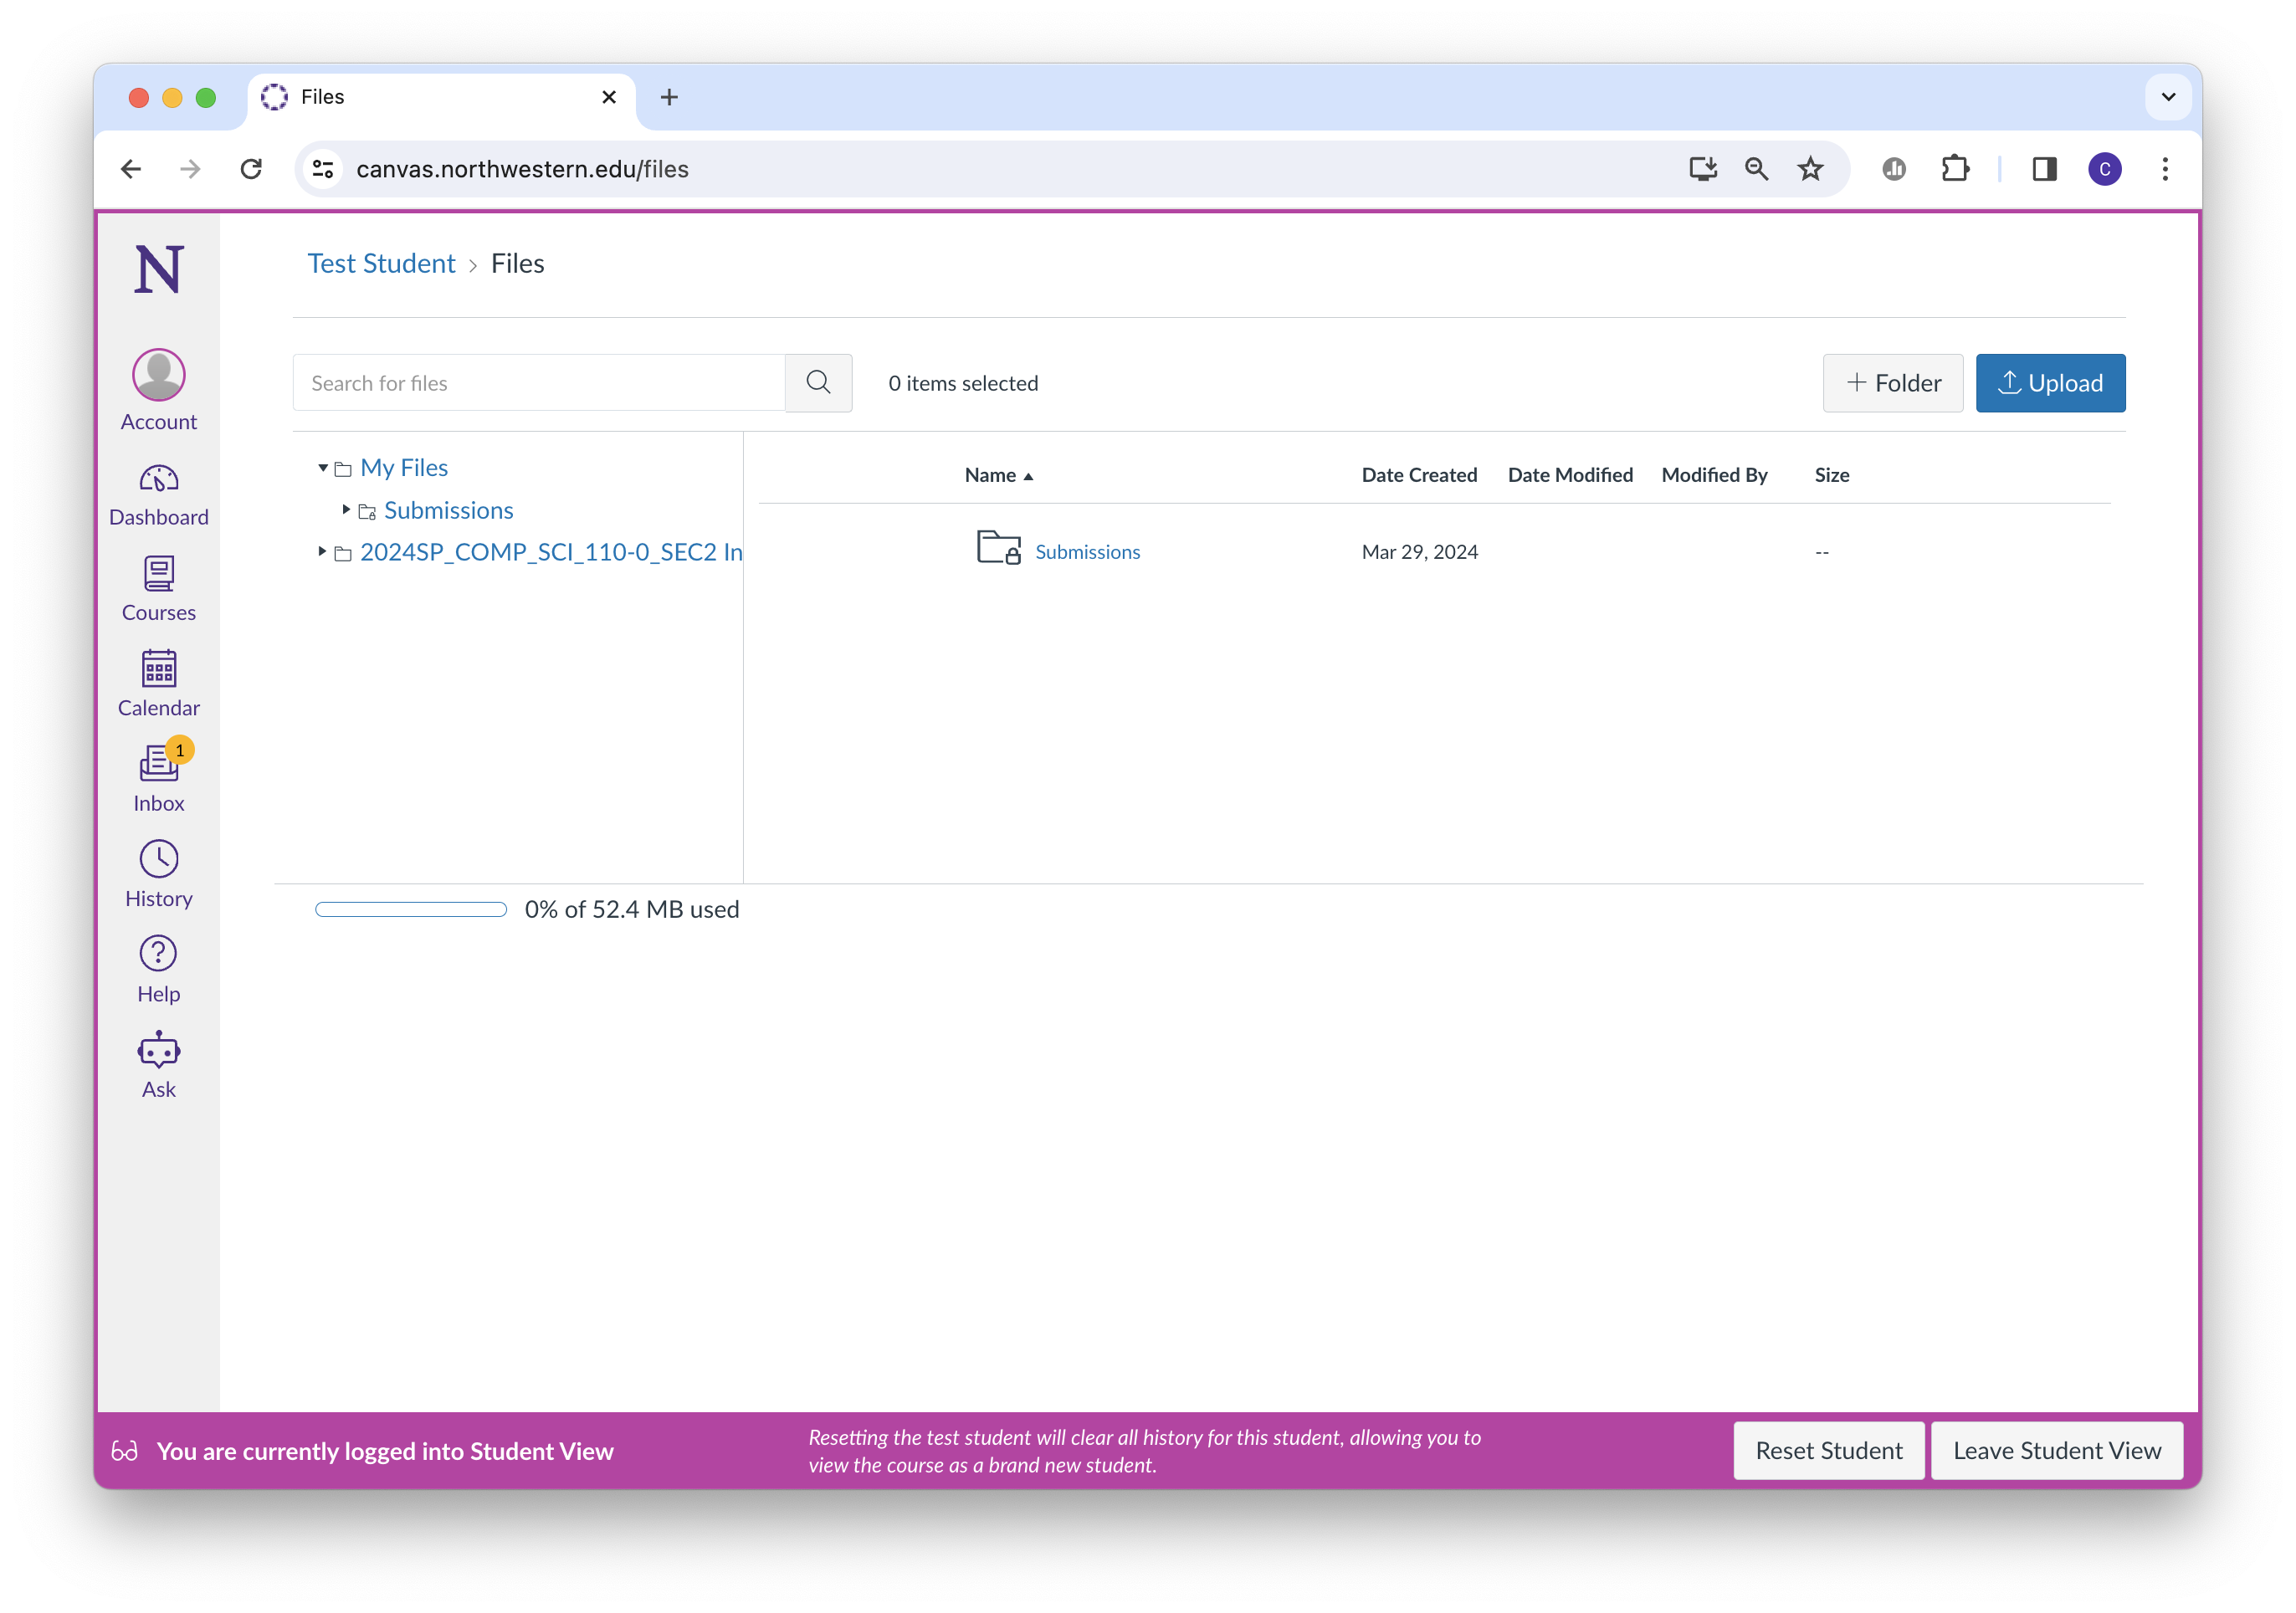 Files
canvas.northwestern.edu/files
C
N
Test Student > Files
Search for files
0 items selected
+ Folder
Upload
Account
Dashboard
Courses
Calendar
1
Inbox
History
Help
Ask
My Files
Submissions
2024SP_COMP_SCI_110-0_SEC2 In
Name Date Created Date Modified Modified By Size
Submissions Mar 29, 2024 --
0% of 52.4 MB used
You are currently logged into Student View
Resetting the test student will clear all history for this student, allowing you to
view the course as a brand new student.
Reset Student
Leave Student View